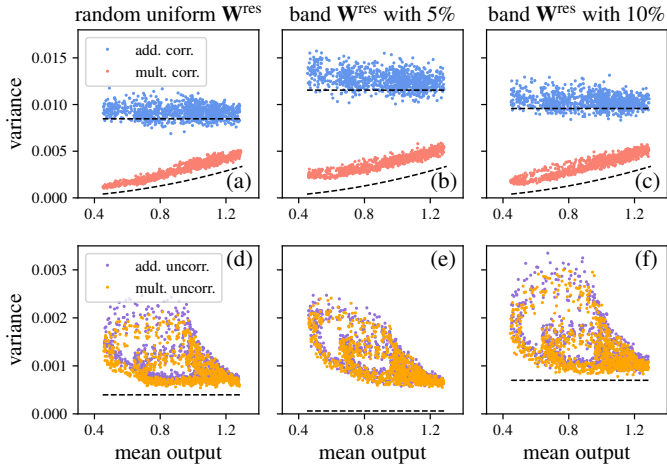 random uniform W^res
band W^res with 5%
band W^res with 10%
variance
0.015
0.010
0.005
0.000
add. corr.
mult. corr.
(a)
(b)
(c)
0.4 0.8 1.2
0.4 0.8 1.2
0.4 0.8 1.2
variance
0.003
0.002
0.001
0.000
add. uncorr.
mult. uncorr.
(d)
(e)
(f)
0.4 0.8 1.2
0.4 0.8 1.2
0.4 0.8 1.2
mean output
mean output
mean output